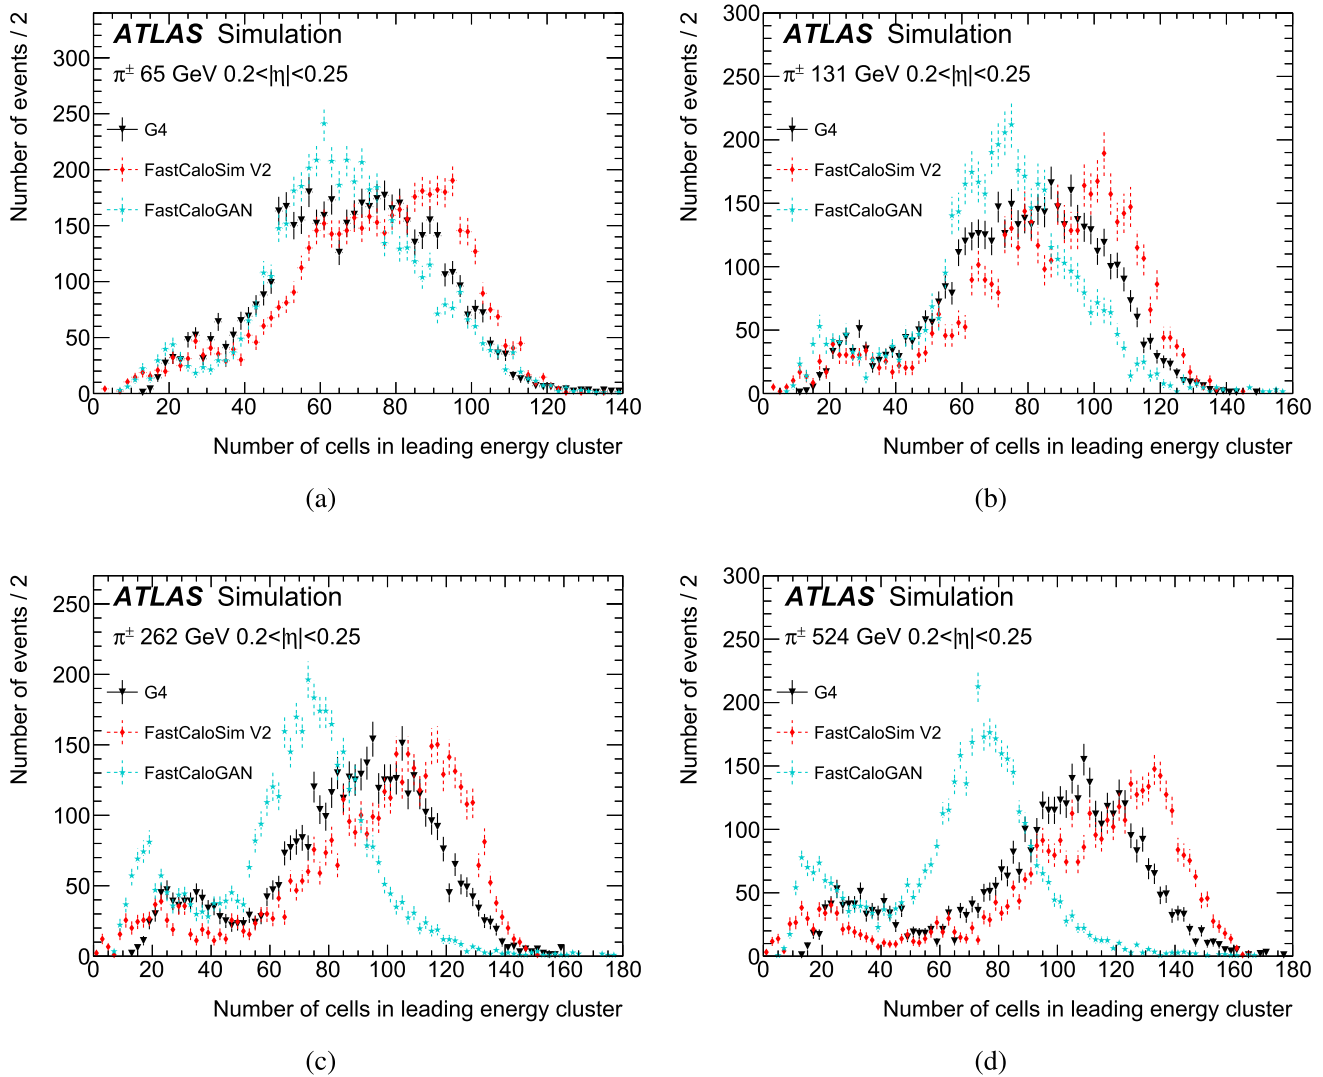 Number of events / 2
ATLAS Simulation
π± 65 GeV 0.2<|η|<0.25
G4
FastCaloSim V2
FastCaloGAN
0
50
100
150
200
250
300
0 20 40 60 80 100 120 140
Number of cells in leading energy cluster
(a)
Number of events / 2
ATLAS Simulation
π± 131 GeV 0.2<|η|<0.25
G4
FastCaloSim V2
FastCaloGAN
0
50
100
150
200
250
300
0 20 40 60 80 100 120 140 160
Number of cells in leading energy cluster
(b)
Number of events / 2
ATLAS Simulation
π± 262 GeV 0.2<|η|<0.25
G4
FastCaloSim V2
FastCaloGAN
0
50
100
150
200
250
0 20 40 60 80 100 120 140 160 180
Number of cells in leading energy cluster
(c)
Number of events / 2
ATLAS Simulation
π± 524 GeV 0.2<|η|<0.25
G4
FastCaloSim V2
FastCaloGAN
0
50
100
150
200
250
300
0 20 40 60 80 100 120 140 160 180
Number of cells in leading energy cluster
(d)